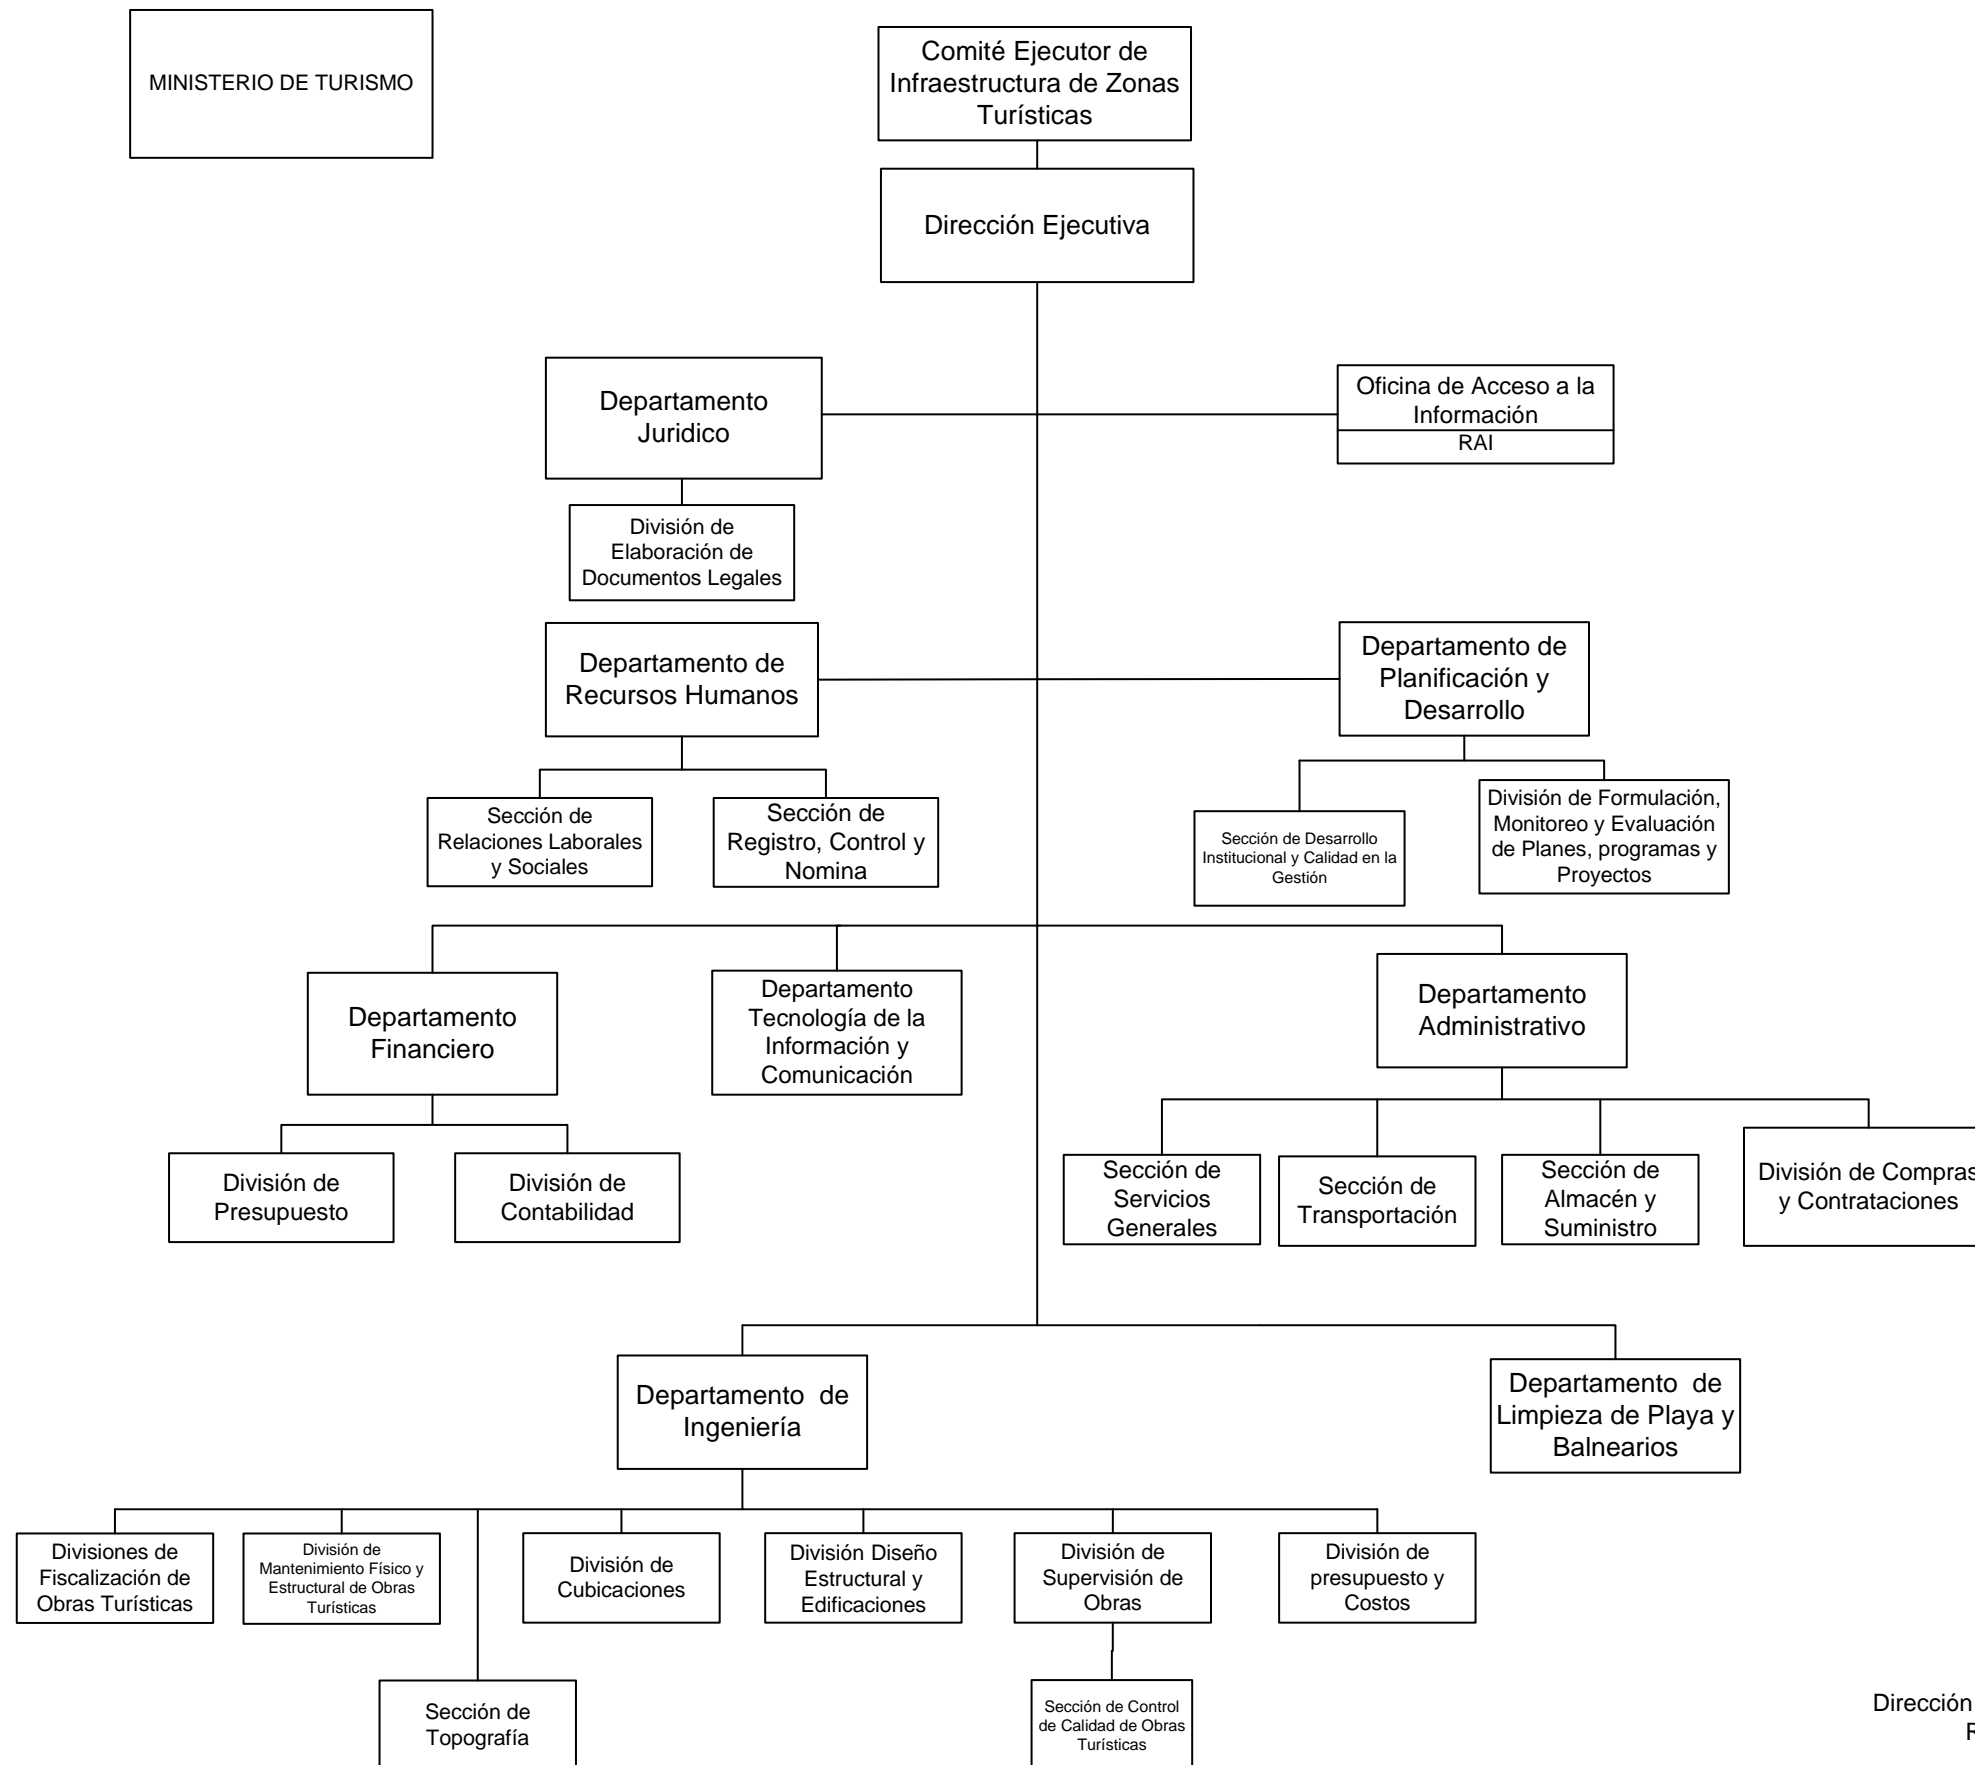 MINISTERIO DE TURISMO
Comité Ejecutor de
Infraestructura de Zonas
Turísticas
Dirección Ejecutiva
Departamento
Juridico
Oficina de Acceso a la
Información
RAI
División de
Elaboración de
Documentos Legales
Departamento de
Recursos Humanos
Departamento de
Planificación y
Desarrollo
Sección de
Relaciones Laborales
y Sociales
Sección de
Registro, Control y
Nomina
Sección de Desarrollo
Institucional y Calidad en la
Gestión
División de Formulación,
Monitoreo y Evaluación
de Planes, programas y
Proyectos
Departamento
Financiero
Departamento
Tecnología de la
Información y
Comunicación
Departamento
Administrativo
División de
Presupuesto
División de
Contabilidad
Sección de
Servicios
Generales
Sección de
Transportación
Sección de
Almacén y
Suministro
División de Compras
y Contrataciones
Departamento de
Ingeniería
Departamento de
Limpieza de Playa y
Balnearios
Divisiones de
Fiscalización de
Obras Turísticas
División de
Mantenimiento Físico y
Estructural de Obras
Turísticas
División de
Cubicaciones
División Diseño
Estructural y
Edificaciones
División de
Supervisión de
Obras
División de
presupuesto y
Costos
Sección de
Topografía
Sección de Control
de Calidad de Obras
Turísticas
Dirección